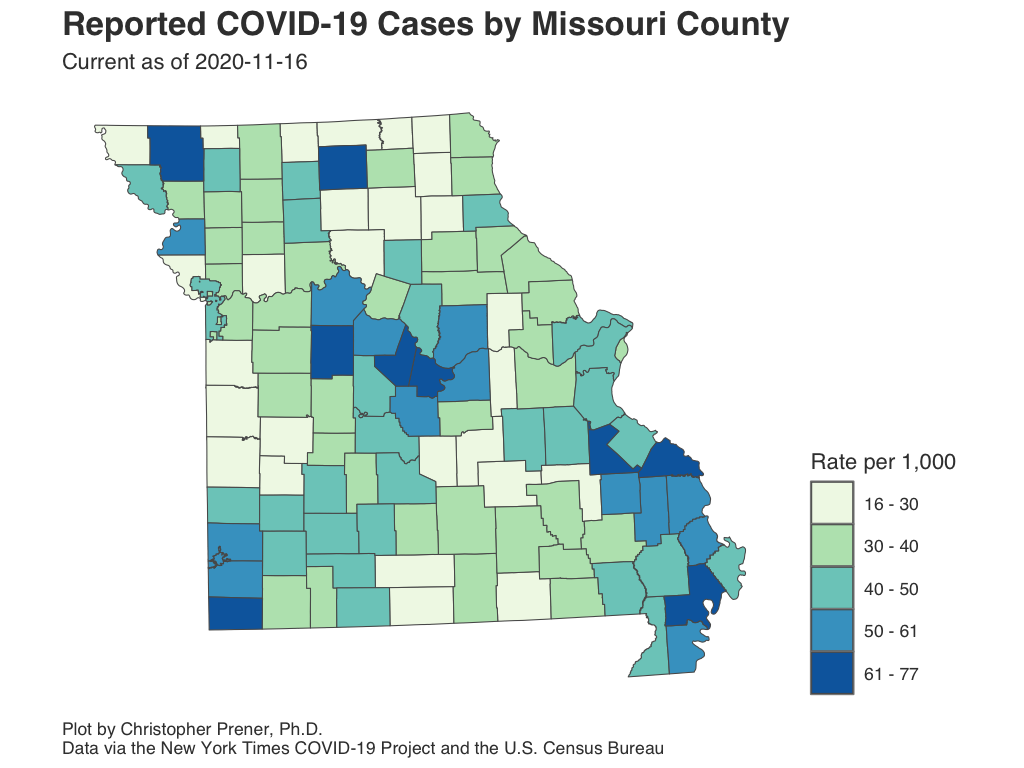 Reported COVID-19 Cases by Missouri County
Current as of 2020-11-16
Rate per 1,000
16 - 30
30 - 40
40 - 50
50 - 61
61 - 77
Plot by Christopher Prener, Ph.D.
Data via the New York Times COVID-19 Project and the U.S. Census Bureau